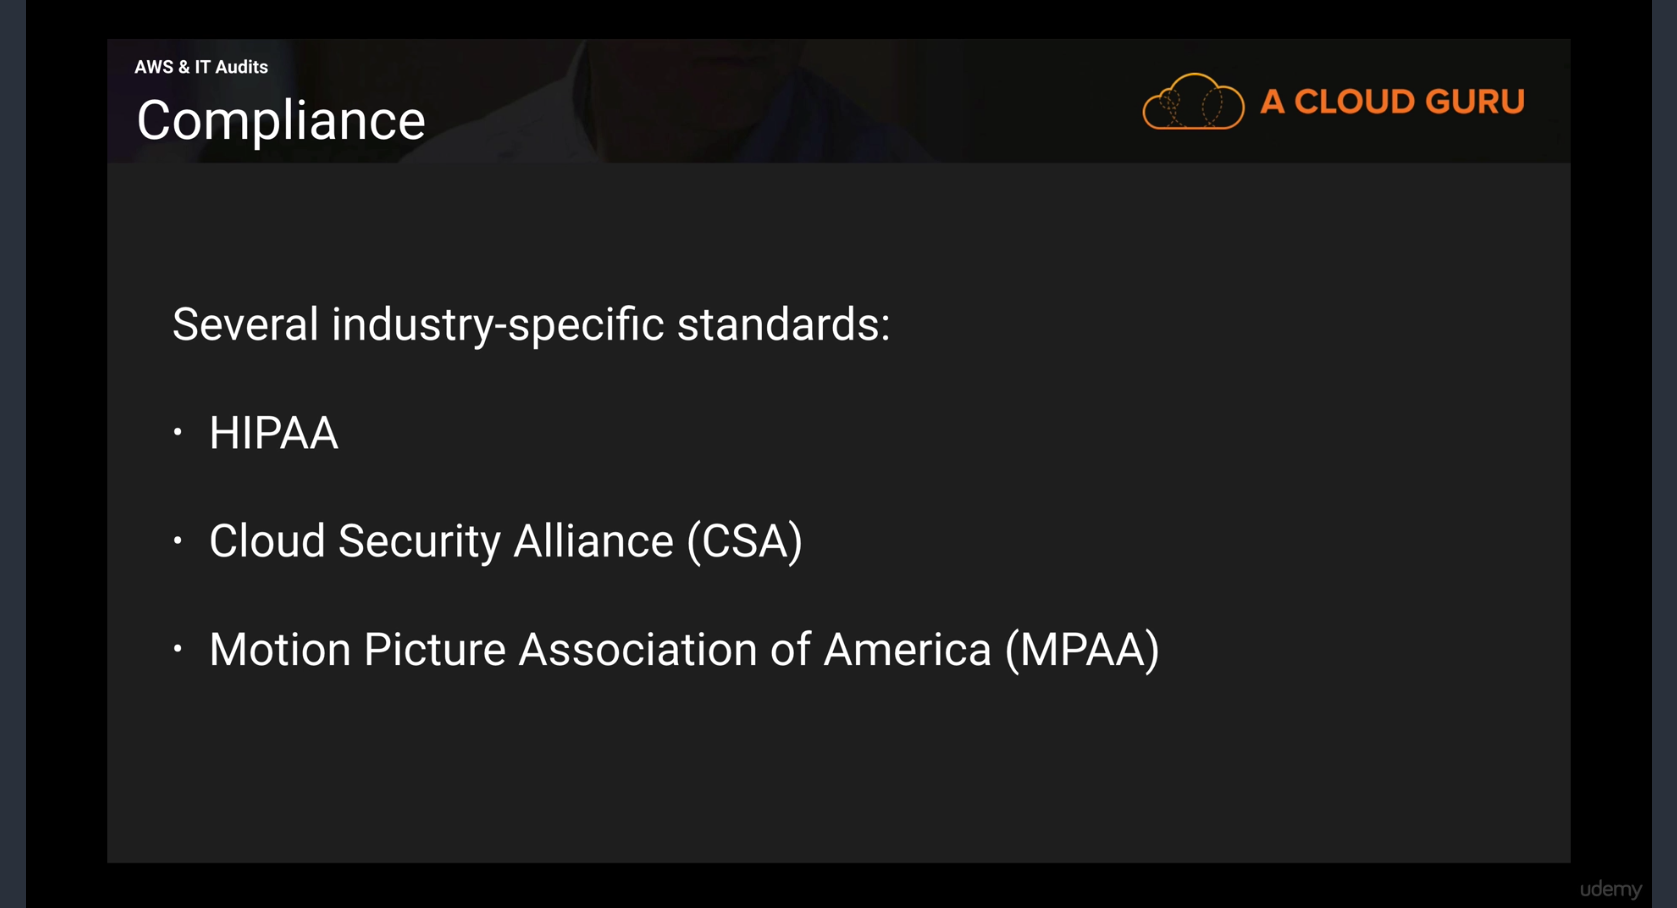 AWS & IT Audits
Compliance
A CLOUD GURU
Several industry-specific standards:
• HIPAA
• Cloud Security Alliance (CSA)
• Motion Picture Association of America (MPAA)
udemy